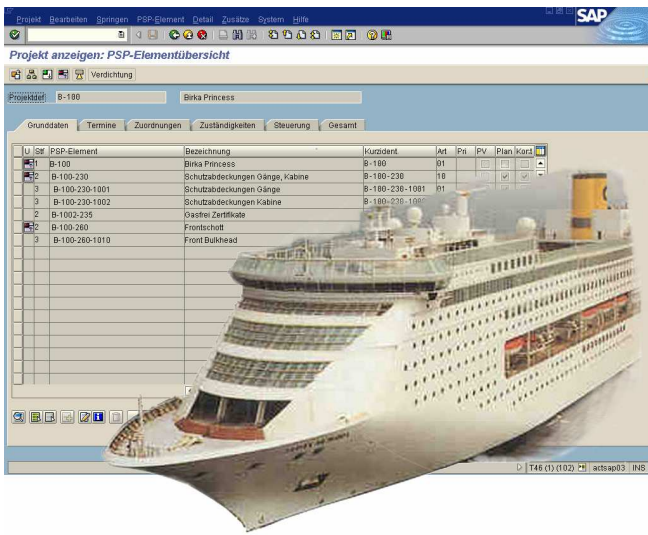 Projekt Bearbeiten Springen PSP-Element Detail Zusätze System Hilfe
SAP
Projekt anzeigen: PSP-Elementübersicht
Verdichtung
Projektdef B-100 Birka Princess
Grunddaten Termine Zuordnungen Zuständigkeiten Steuerung Gesamt
U Stf PSP-Element Bezeichnung Kurzident. Art Pri PV Plan Kont
1 B-100 Birka Princess B-100 01
2 B-100-230 Schutzabdeckungen Gänge, Kabine B-100-230 10
3 B-100-230-1001 Schutzabdeckungen Gänge B-100-230-1001 01
3 B-100-230-1002 Schutzabdeckungen Kabine
2 B-1002-235 Gasfrei Zertifikate
2 B-100-260 Frontschott
3 B-100-260-1010 Front Bulkhead
T46 (1) (102) actsap03 INS